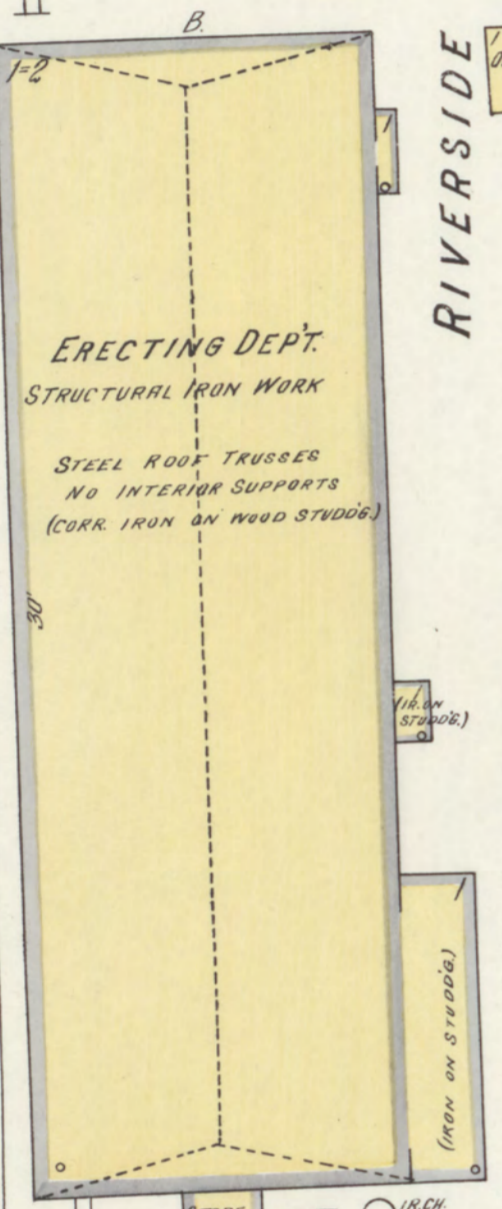 B.
1=2
1
RIVERSIDE
ERECTING DEP'T.
STRUCTURAL IRON WORK
STEEL ROOF TRUSSES
NO INTERIOR SUPPORTS
(CORR. IRON ON WOOD STUDD'G.)
30'
1
(IR. ON
STUDD'G.)
1
(IRON ON STUDD'G.)
IR. CH.